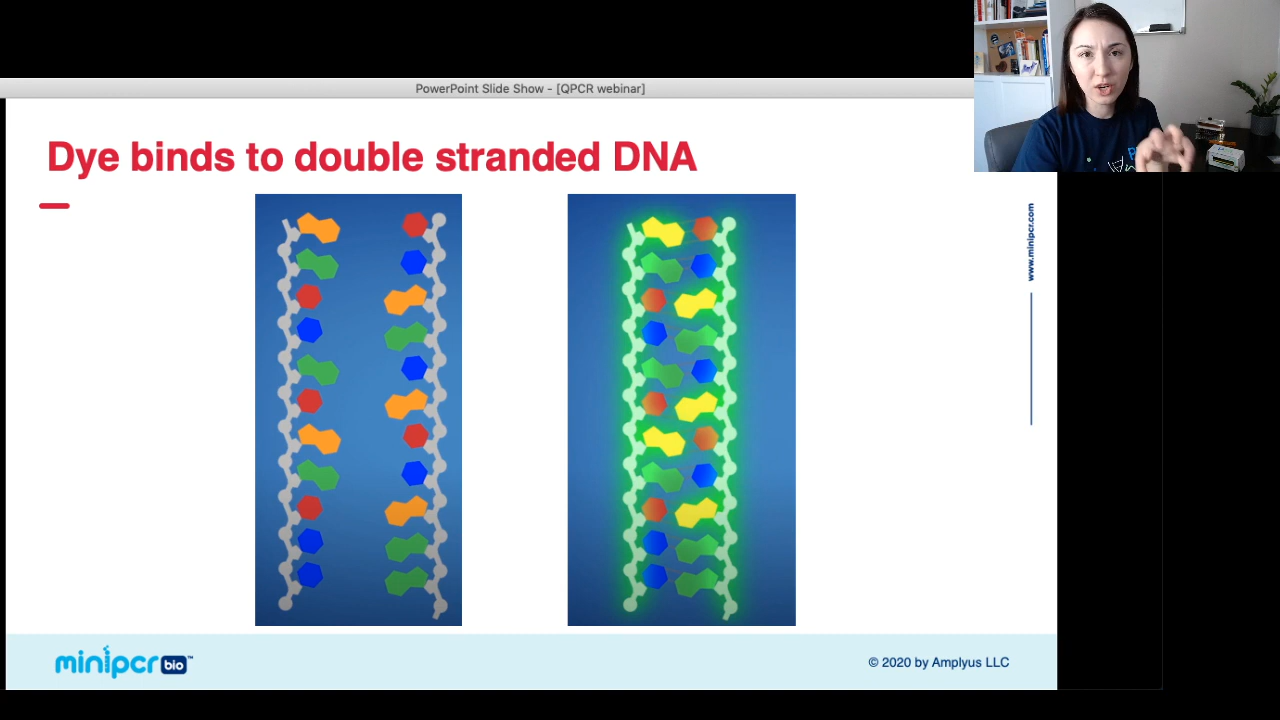 PowerPoint Slide Show - [QPCR webinar]
Dye binds to double stranded DNA
www.minipcr.com
minipcr bio™
© 2020 by Amplyus LLC